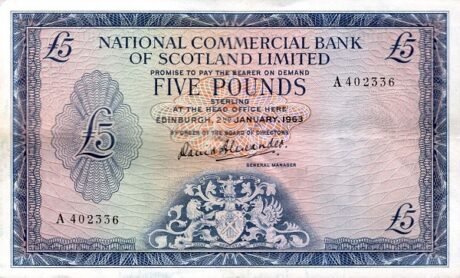 £5
£5
NATIONAL COMMERCIAL BANK
OF SCOTLAND LIMITED
PROMISE TO PAY THE BEARER ON DEMAND
A 402336
FIVE POUNDS
STERLING
AT THE HEAD OFFICE HERE
EDINBURGH, 2ND JANUARY, 1963
BY ORDER OF THE BOARD OF DIRECTORS
£5
David Alexander.
GENERAL MANAGER
A 402336
£5